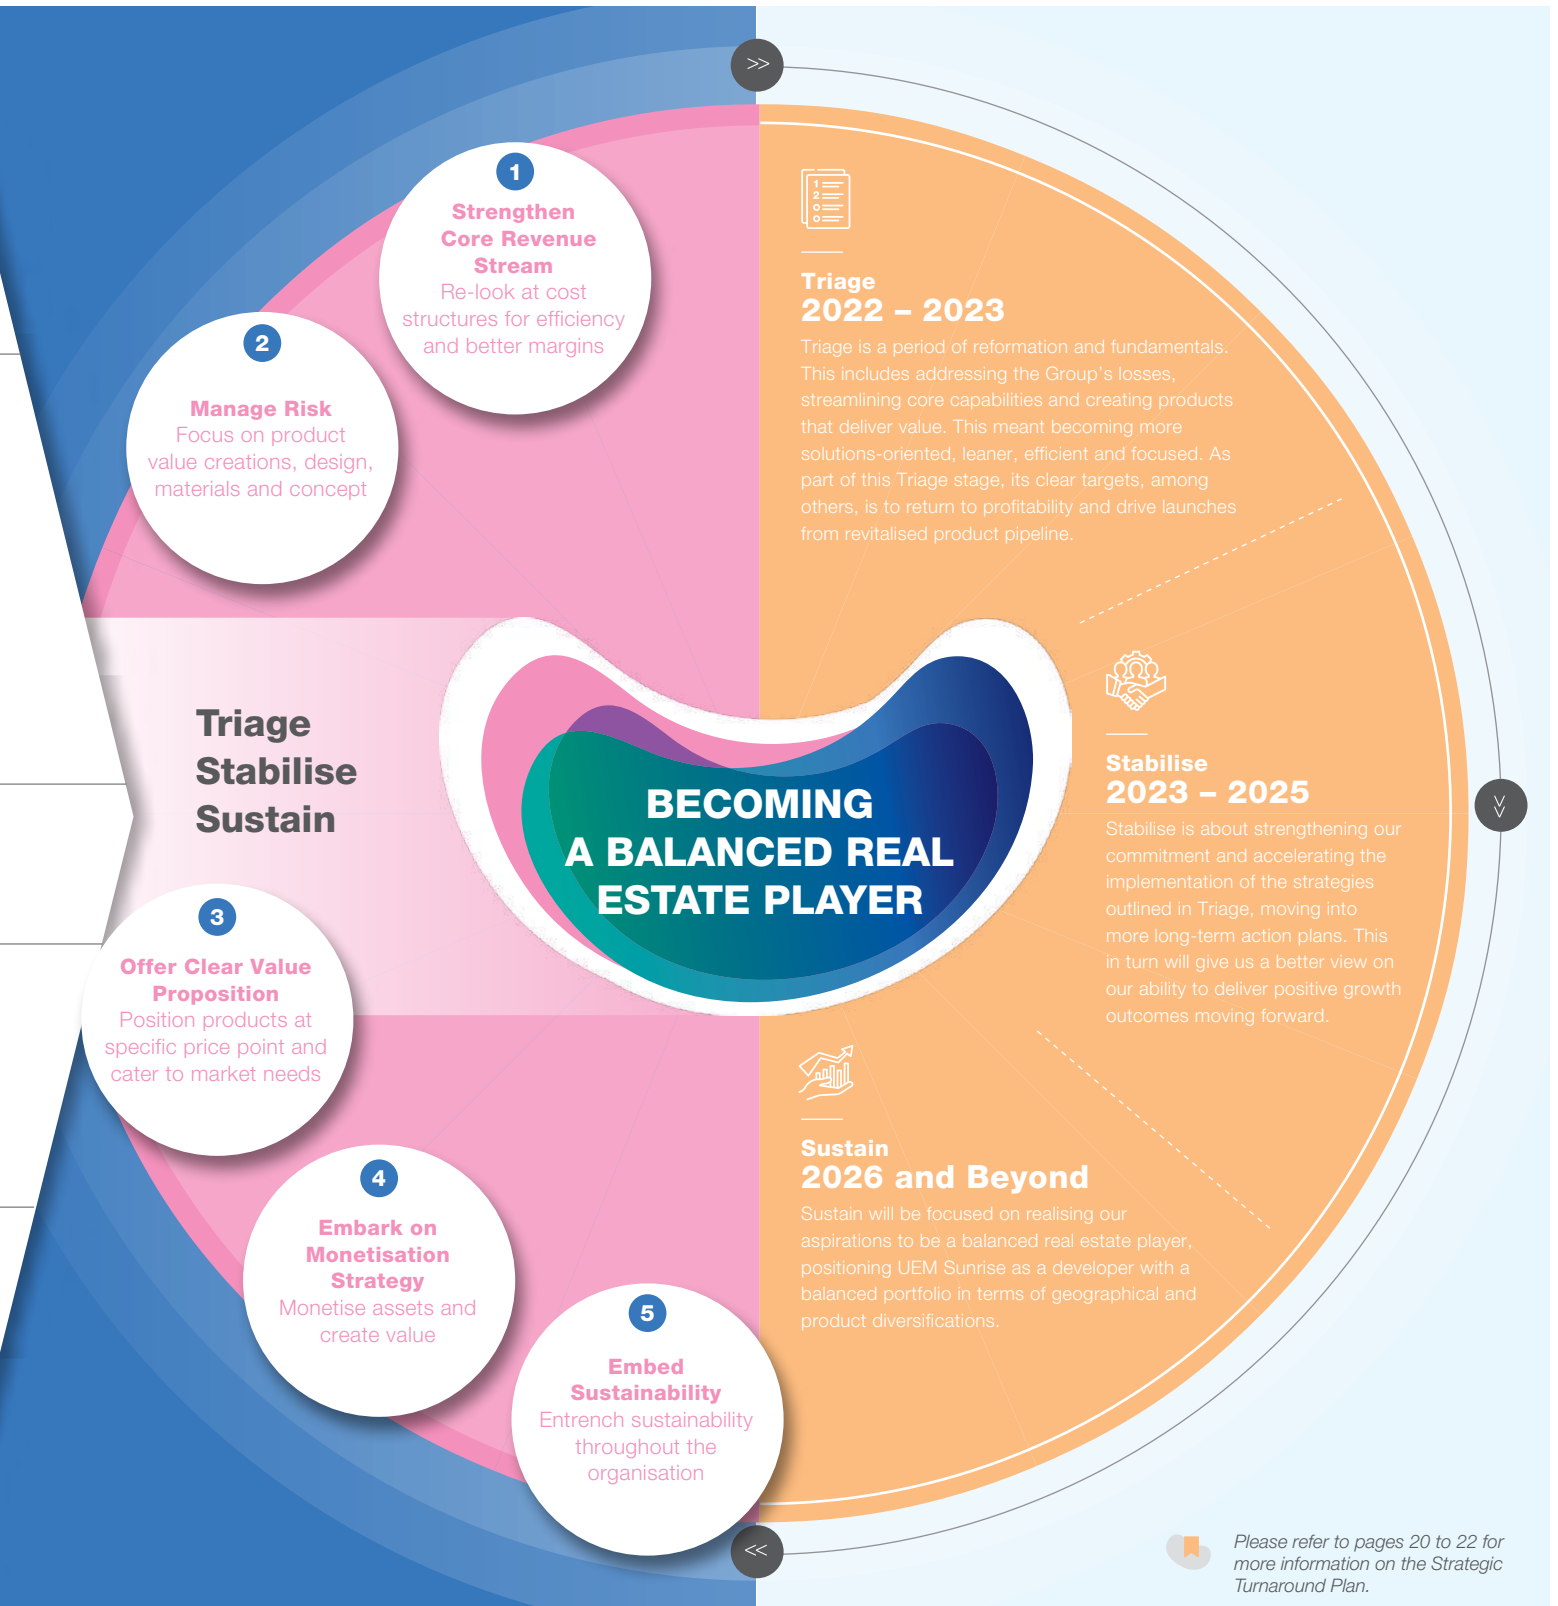 1
Strengthen
Core Revenue
Stream
Re-look at cost
structures for efficiency
and better margins
2
Manage Risk
Focus on product
value creations, design,
materials and concept
Triage
Stabilise
Sustain
3
Offer Clear Value
Proposition
Position products at
specific price point and
cater to market needs
4
Embark on
Monetisation
Strategy
Monetise assets and
create value
5
Embed
Sustainability
Entrench sustainability
throughout the
organisation
BECOMING
A BALANCED REAL
ESTATE PLAYER
>>
Triage
2022 – 2023
Triage is a period of reformation and fundamentals.
This includes addressing the Group's losses,
streamlining core capabilities and creating products
that deliver value. This meant becoming more
solutions-oriented, leaner, efficient and focused. As
part of this Triage stage, its clear targets, among
others, is to return to profitability and drive launches
from revitalised product pipeline.
Stabilise
2023 – 2025
Stabilise is about strengthening our
commitment and accelerating the
implementation of the strategies
outlined in Triage, moving into
more long-term action plans. This
in turn will give us a better view on
our ability to deliver positive growth
outcomes moving forward.
>>
Sustain
2026 and Beyond
Sustain will be focused on realising our
aspirations to be a balanced real estate player,
positioning UEM Sunrise as a developer with a
balanced portfolio in terms of geographical and
product diversifications.
<<
Please refer to pages 20 to 22 for
more information on the Strategic
Turnaround Plan.